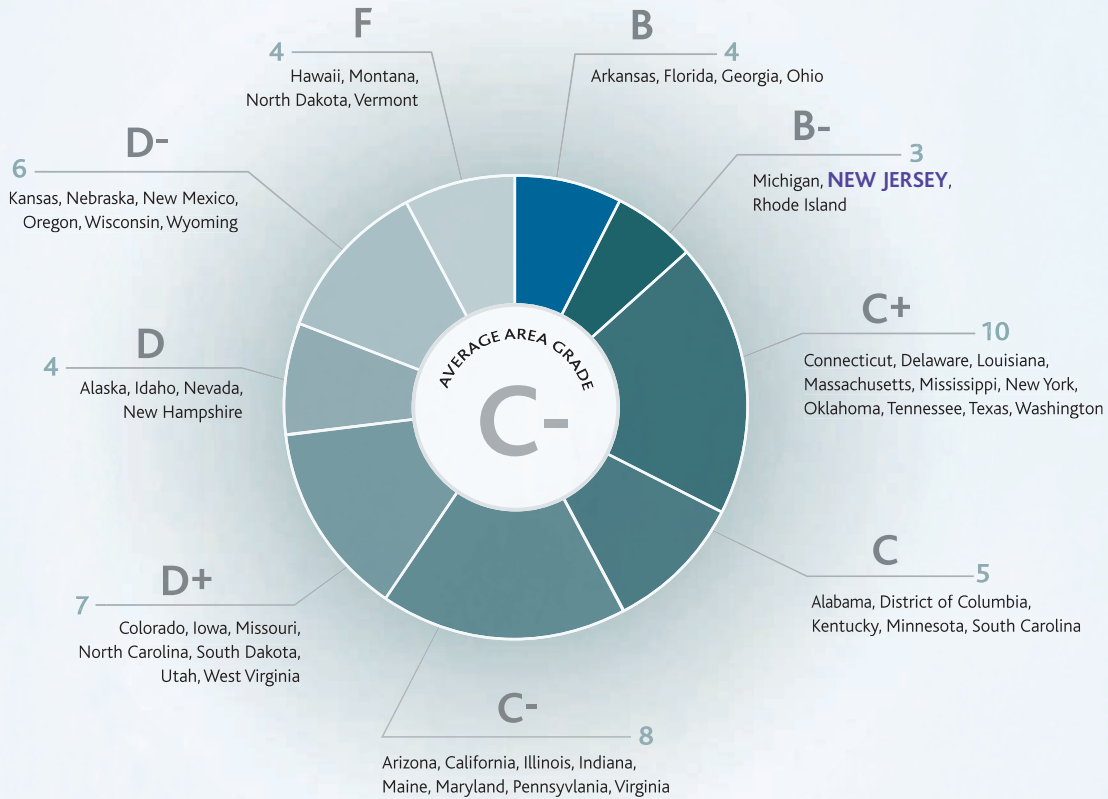 F
4
Hawaii, Montana,
North Dakota, Vermont
B
4
Arkansas, Florida, Georgia, Ohio
B-
3
Michigan, NEW JERSEY,
Rhode Island
C+
10
Connecticut, Delaware, Louisiana,
Massachusetts, Mississippi, New York,
Oklahoma, Tennessee, Texas, Washington
C
5
Alabama, District of Columbia,
Kentucky, Minnesota, South Carolina
C-
8
Arizona, California, Illinois, Indiana,
Maine, Maryland, Pennsyvlania, Virginia
D+
7
Colorado, Iowa, Missouri,
North Carolina, South Dakota,
Utah, West Virginia
D
4
Alaska, Idaho, Nevada,
New Hampshire
D-
6
Kansas, Nebraska, New Mexico,
Oregon, Wisconsin, Wyoming
AVERAGE AREA GRADE
C-